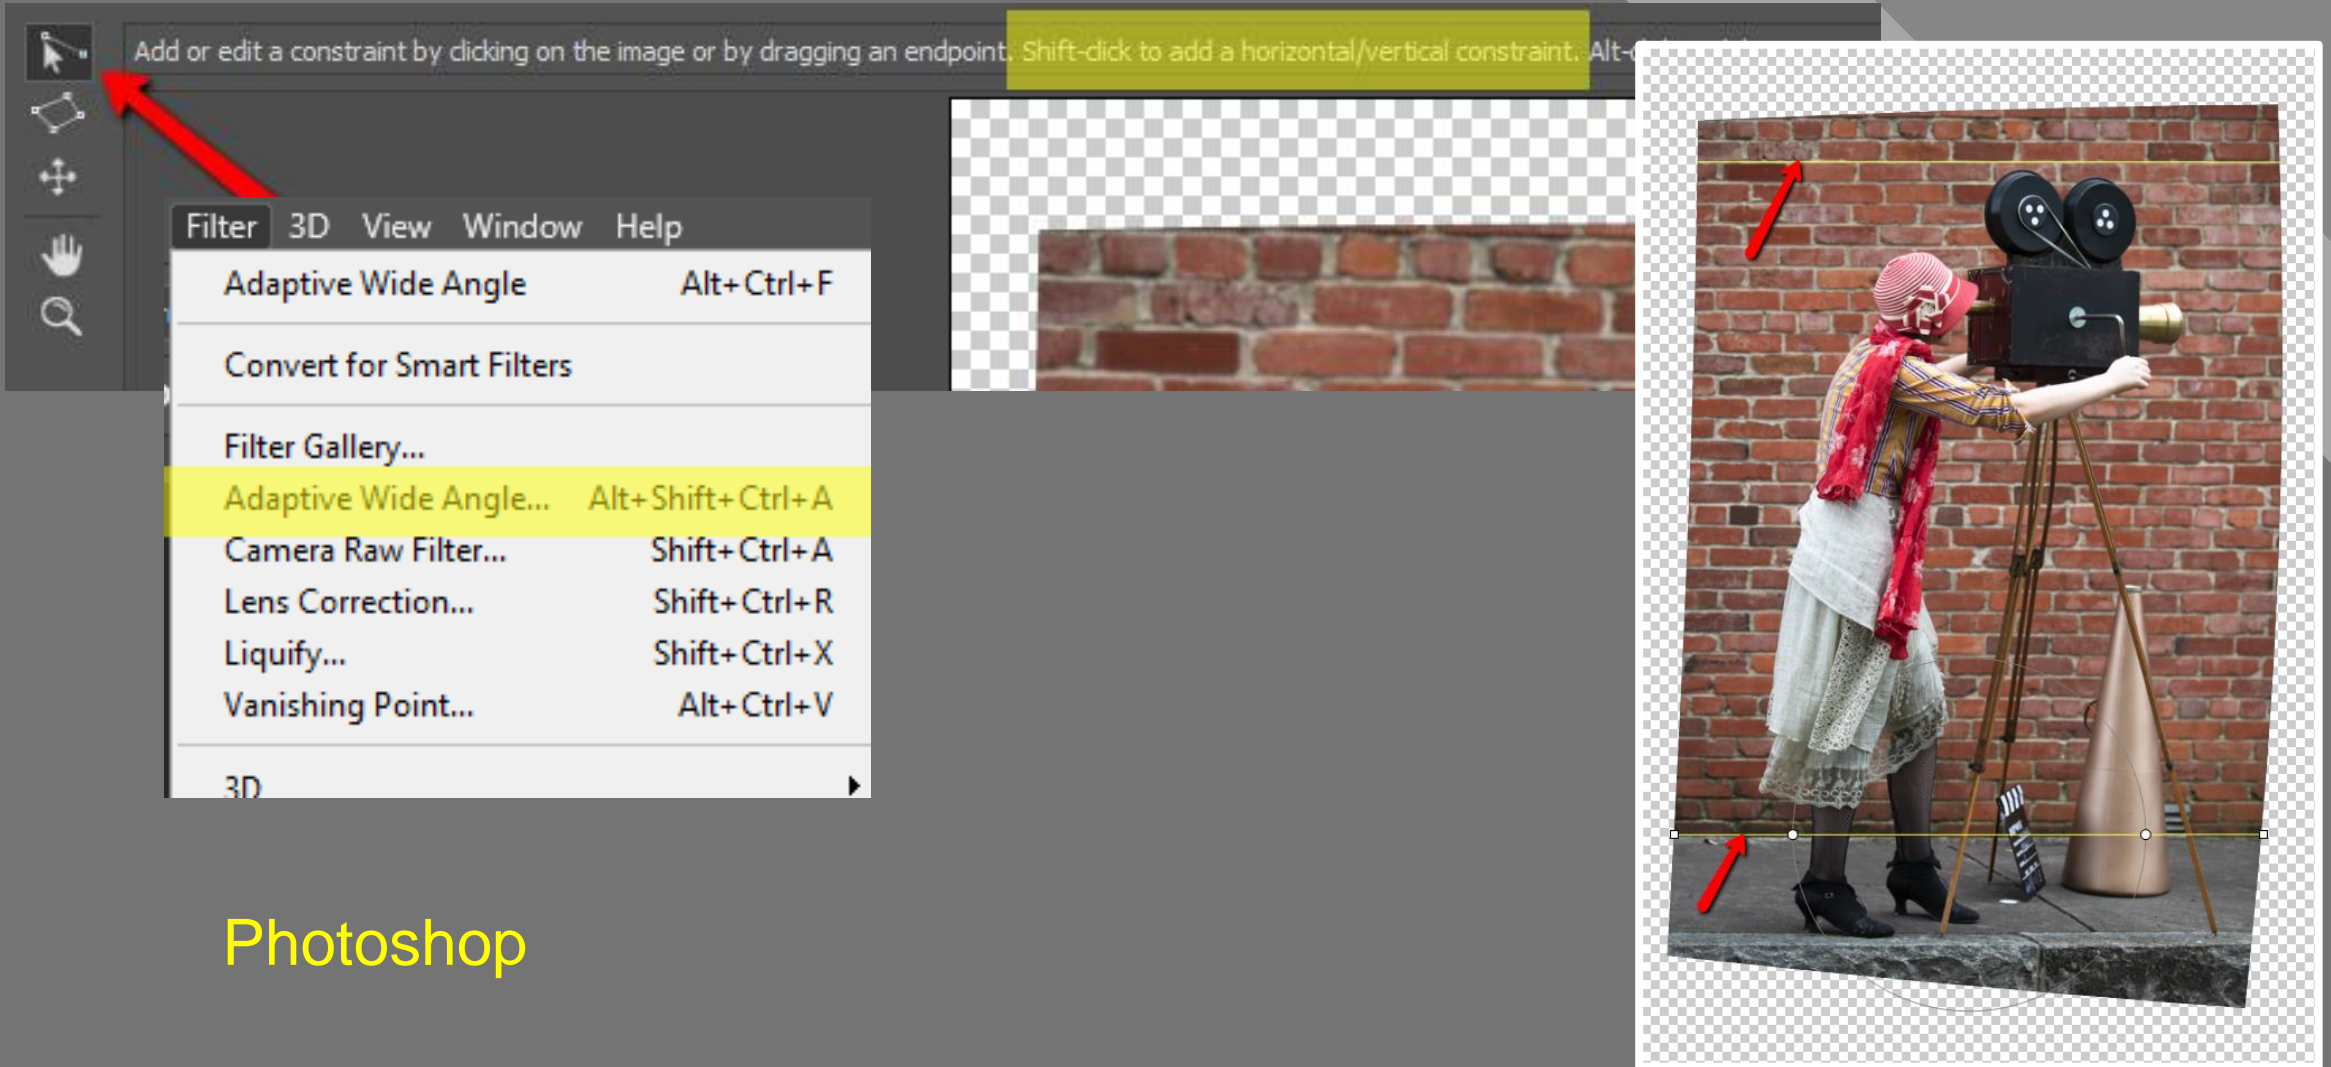 Add or edit a constraint by clicking on the image or by dragging an endpoint. Shift-click to add a horizontal/vertical constraint.
Filter 3D View Window Help
Adaptive Wide Angle Alt+Ctrl+F
Convert for Smart Filters
Filter Gallery...
Adaptive Wide Angle... Alt+Shift+Ctrl+A
Camera Raw Filter... Shift+Ctrl+A
Lens Correction... Shift+Ctrl+R
Liquify... Shift+Ctrl+X
Vanishing Point... Alt+Ctrl+V
3D
Photoshop